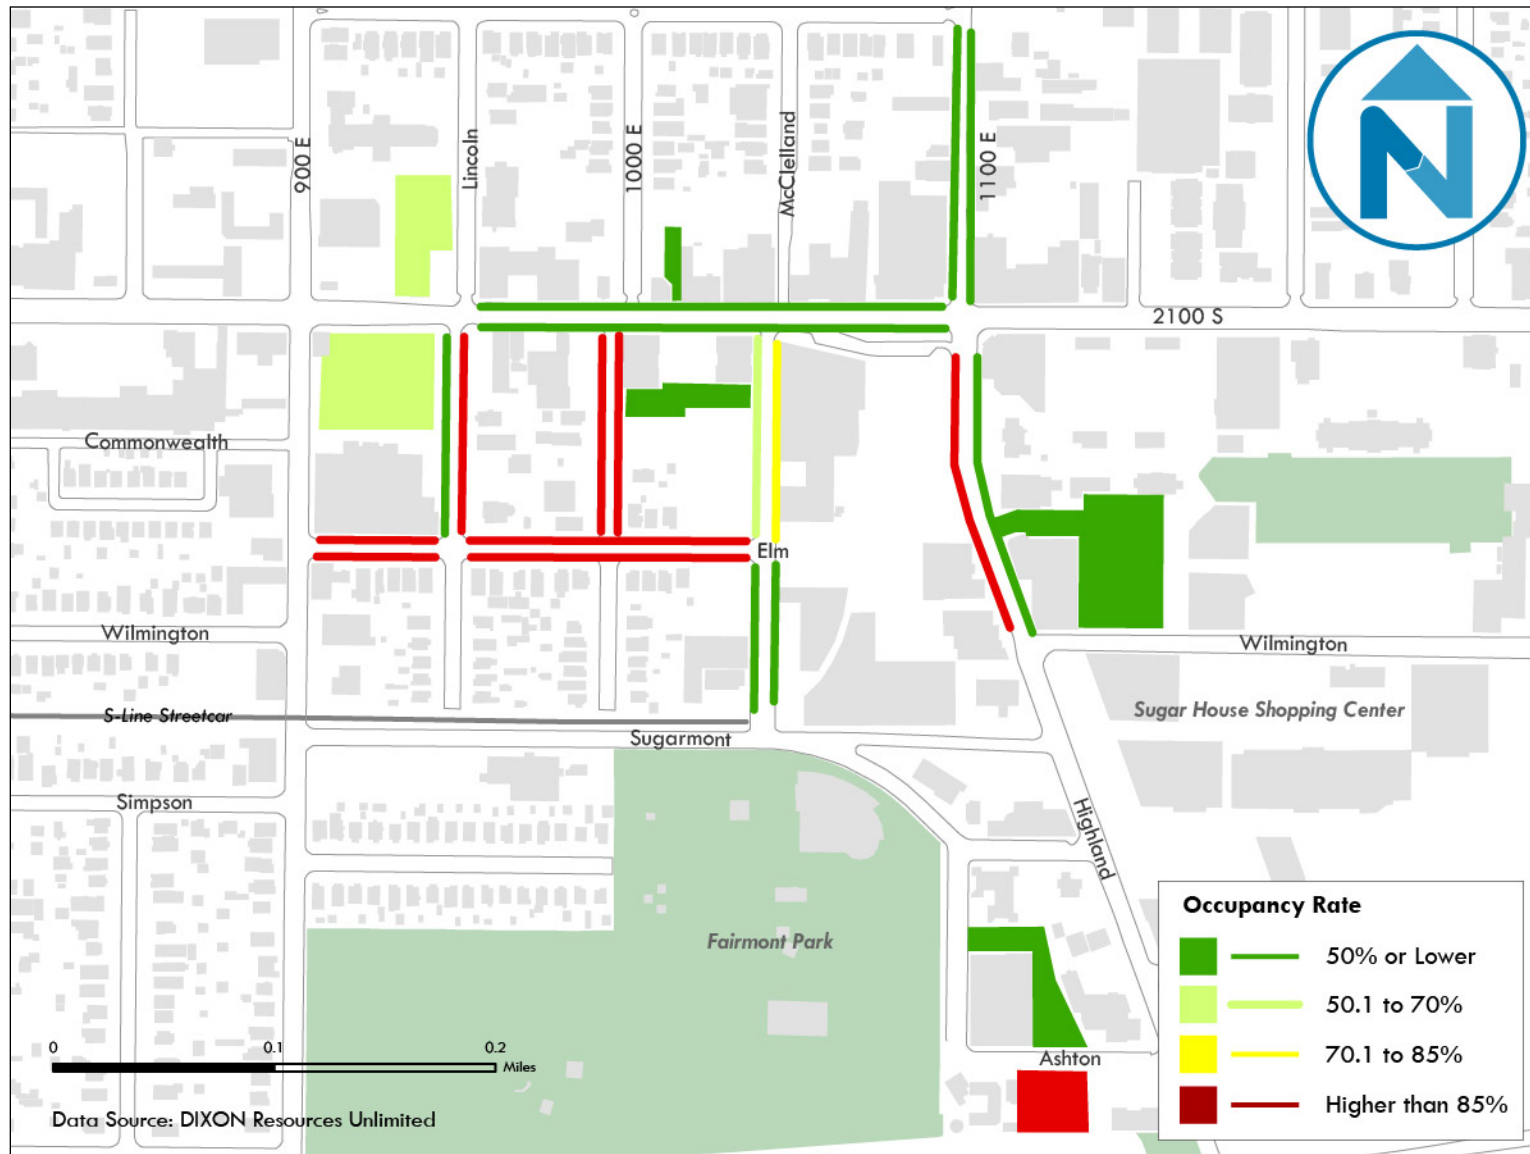 900 E
Lincoln
1000 E
McClelland
1100 E
N
2100 S
Commonwealth
Elm
Wilmington
Wilmington
S-Line Streetcar
Sugar House Shopping Center
Sugarmont
Simpson
Highland
Fairmont Park
Ashton
Occupancy Rate
50% or Lower
50.1 to 70%
70.1 to 85%
Higher than 85%
0 0.1 0.2
Miles
Data Source: DIXON Resources Unlimited